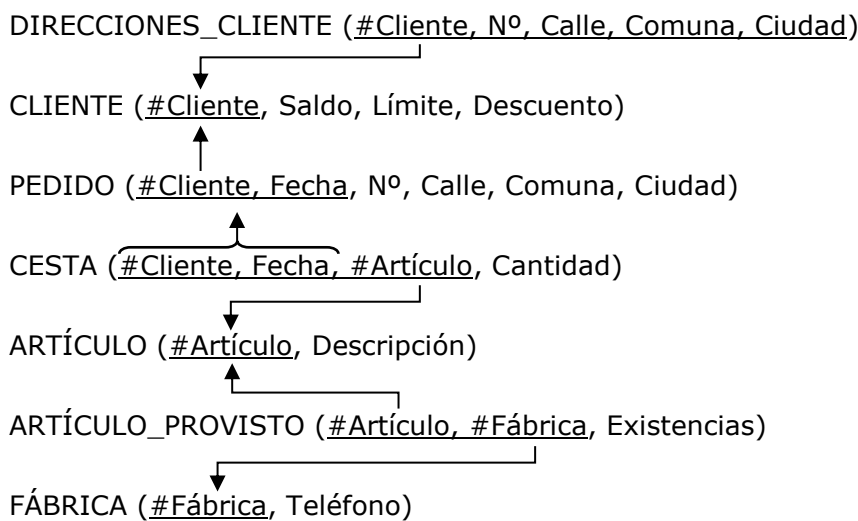 DIRECCIONES_CLIENTE (#Cliente, Nº, Calle, Comuna, Ciudad)
CLIENTE (#Cliente, Saldo, Límite, Descuento)
PEDIDO (#Cliente, Fecha, Nº, Calle, Comuna, Ciudad)
CESTA (#Cliente, Fecha, #Artículo, Cantidad)
ARTÍCULO (#Artículo, Descripción)
ARTÍCULO_PROVISTO (#Artículo, #Fábrica, Existencias)
FÁBRICA (#Fábrica, Teléfono)